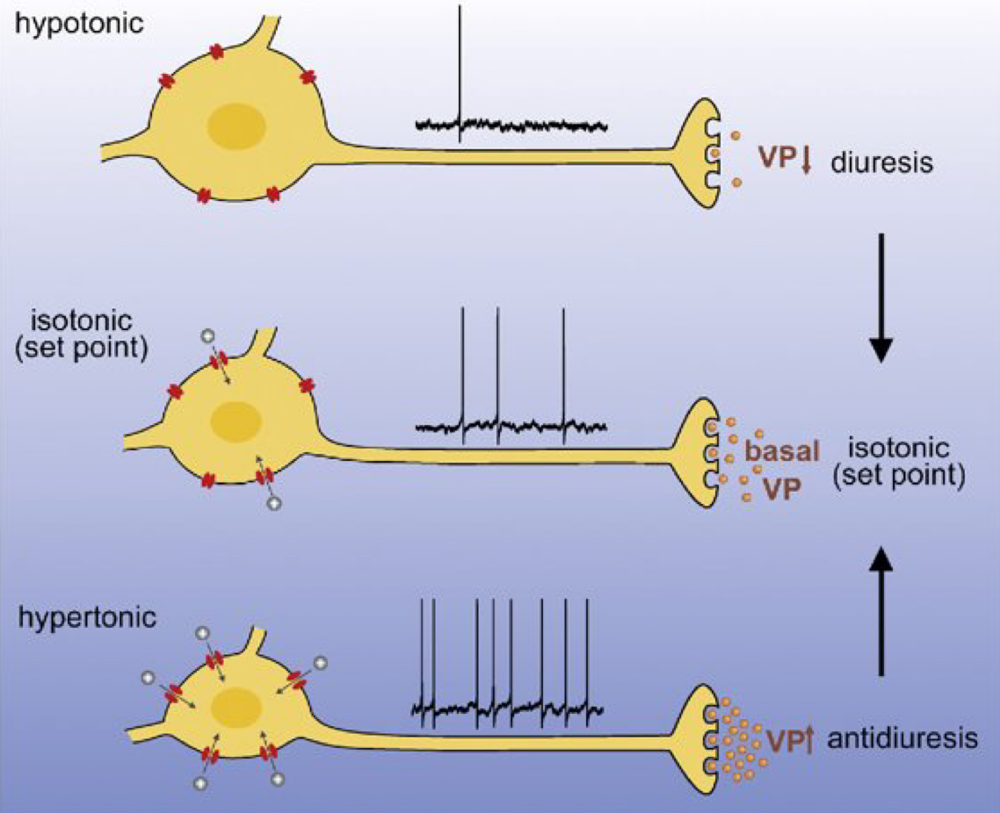 hypotonic
VP↓ diuresis
isotonic
(set point)
basal
VP
isotonic
(set point)
hypertonic
VP↑ antidiuresis